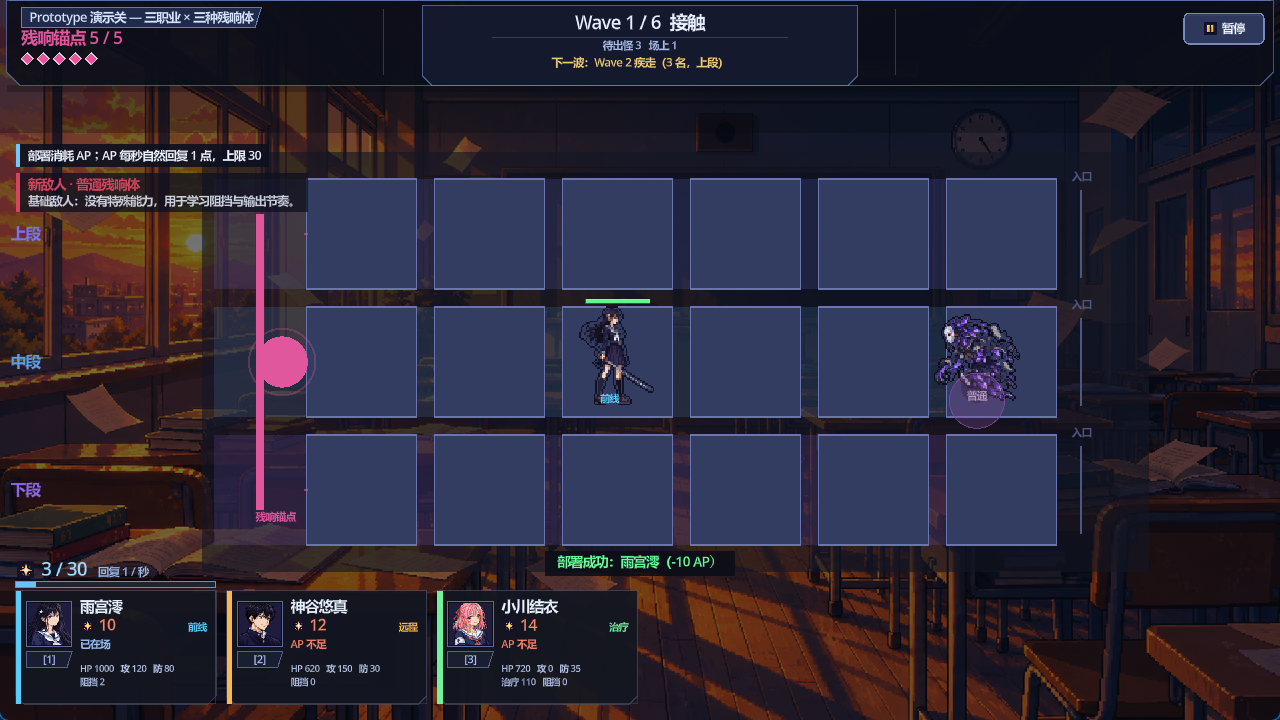 Prototype 演示关 — 三职业 × 三种残响体
残响锚点 5 / 5
Wave 1 / 6 接触
待出怪 3 场上 1
下一波：Wave 2 疾走（3 名，上段）
暂停
部署消耗 AP；AP 每秒自然回复 1 点，上限 30
新敌人 · 普通残响体
基础敌人：没有特殊能力，用于学习阻挡与输出节奏。
入口
上段
入口
前线
普通
中段
入口
下段
残响锚点
部署成功：雨宫澪（-10 AP）
3 / 30 回复 1 / 秒
雨宫澪
10
前线
已在场
[1]
HP 1000 攻 120 防 80
阻挡 2
神谷悠真
12
远程
AP 不足
[2]
HP 620 攻 150 防 30
阻挡 0
小川结衣
14
治疗
AP 不足
[3]
HP 720 攻 0 防 35
治疗 110 阻挡 0